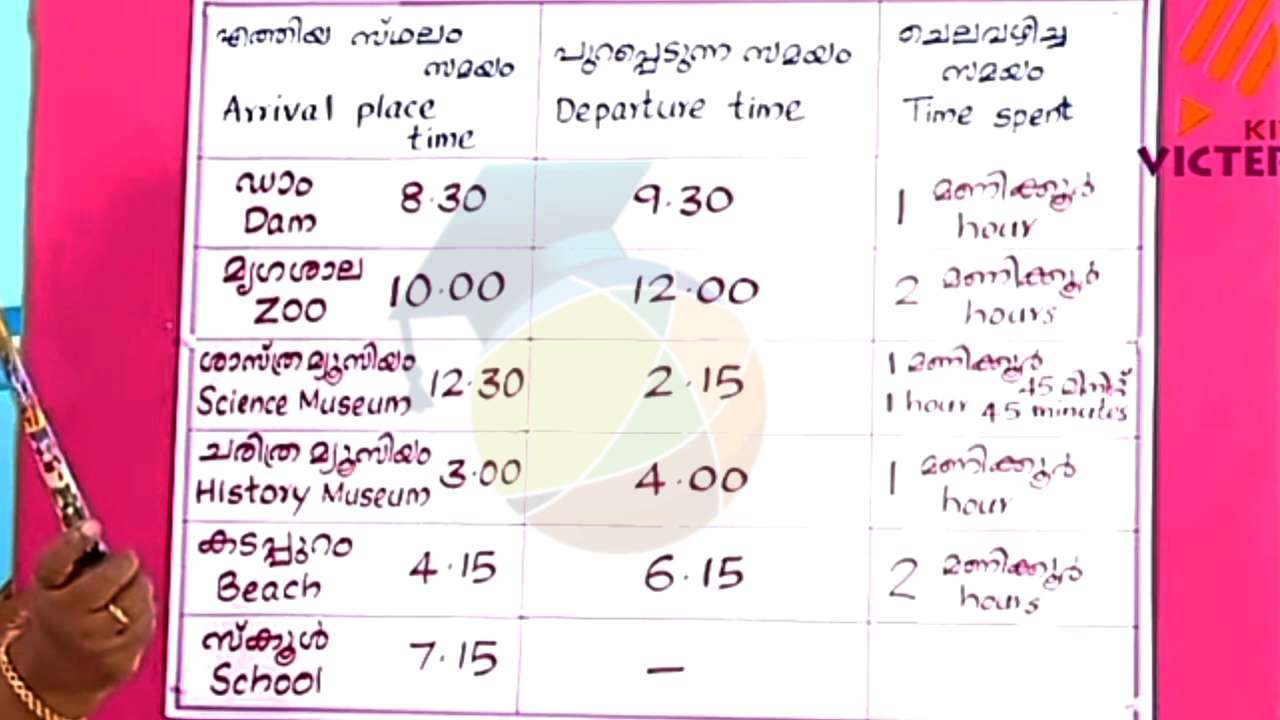 എത്തിയ സ്ഥലം
സമയം
Arrival place
time
പുറപ്പെടുന്ന സമയം
Departure time
ചെലവഴിച്ച
സമയം
Time spent
ഡാം
Dam
8.30
9.30
1 മണിക്കൂർ
hour
മൃഗശാല
ZOO
10.00
12.00
2 മണിക്കൂർ
hours
ശാസ്ത്ര മ്യൂസിയം
Science Museum
12.30
2.15
1 മണിക്കൂർ
45 മിനിട്ട്
1 hour 45 minutes
ചരിത്ര മ്യൂസിയം
History Museum
3.00
4.00
1 മണിക്കൂർ
hour
കടപ്പുറം
Beach
4.15
6.15
2 മണിക്കൂർ
hours
സ്കൂൾ
School
7.15
—